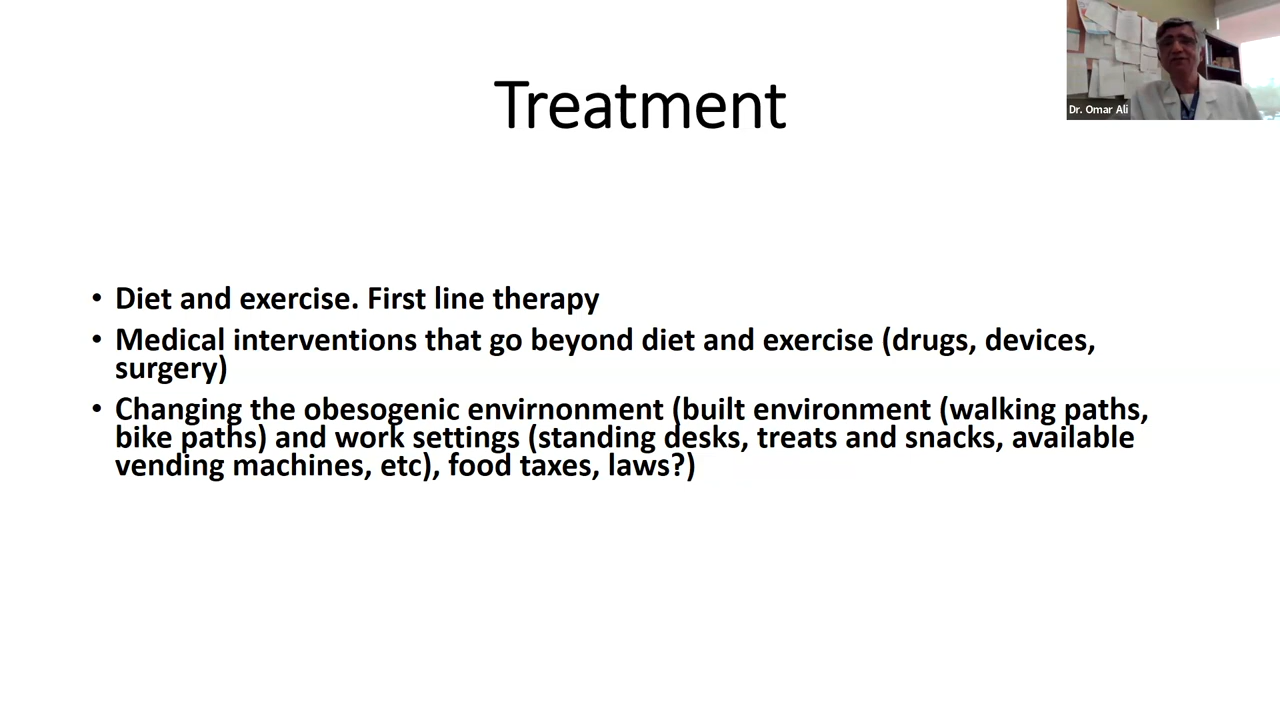 Dr. Omar Ali
Treatment
• Diet and exercise. First line therapy
• Medical interventions that go beyond diet and exercise (drugs, devices,
surgery)
• Changing the obesogenic envirnonment (built environment (walking paths,
bike paths) and work settings (standing desks, treats and snacks, available
vending machines, etc), food taxes, laws?)